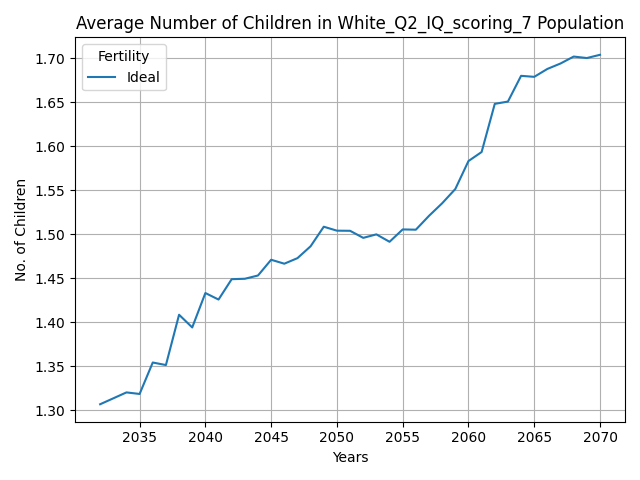 Average Number of Children in White_Q2_IQ_scoring_7 Population
Fertility
Ideal
No. of Children
1.70
1.65
1.60
1.55
1.50
1.45
1.40
1.35
1.30
2035 2040 2045 2050 2055 2060 2065 2070
Years